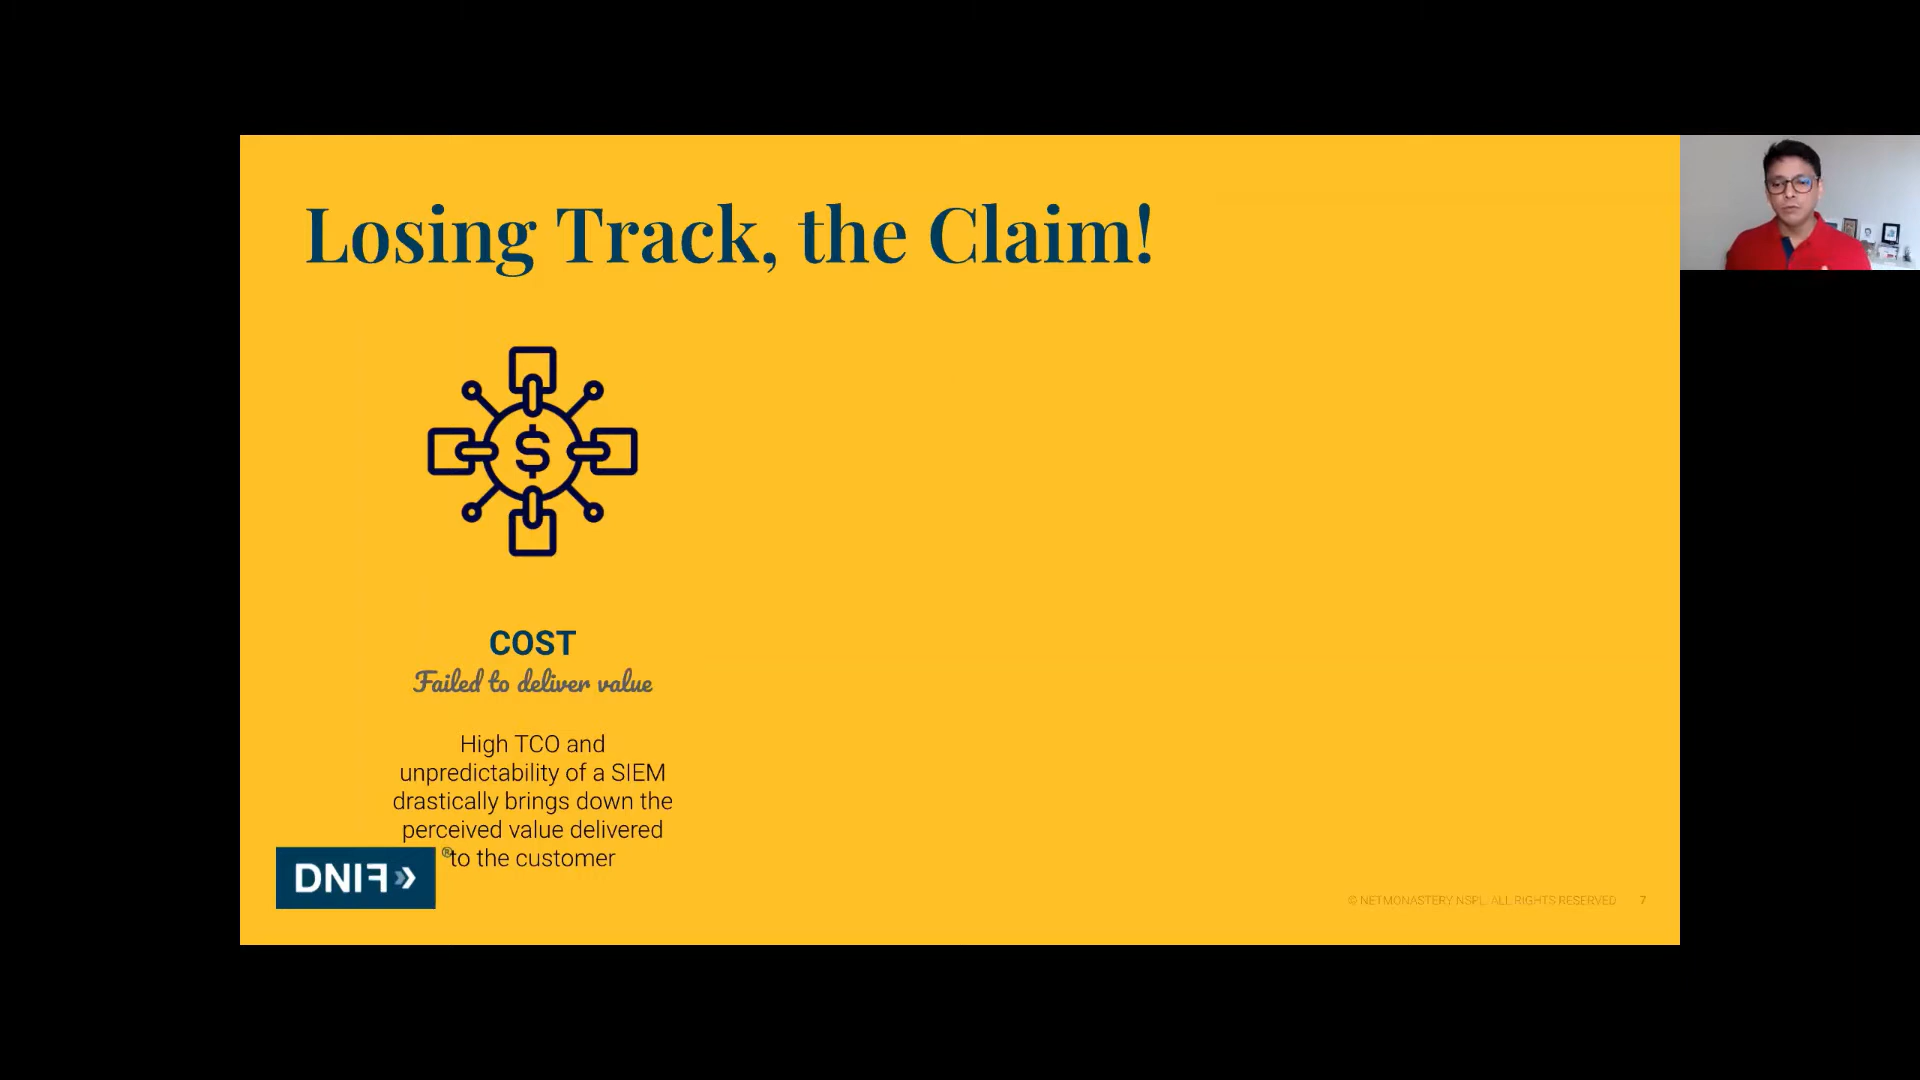 Losing Track, the Claim!
$
COST
Failed to deliver value
High TCO and
unpredictability of a SIEM
drastically brings down the
perceived value delivered
to the customer
DNIF®
© NETMONASTERY NSPL, ALL RIGHTS RESERVED 7